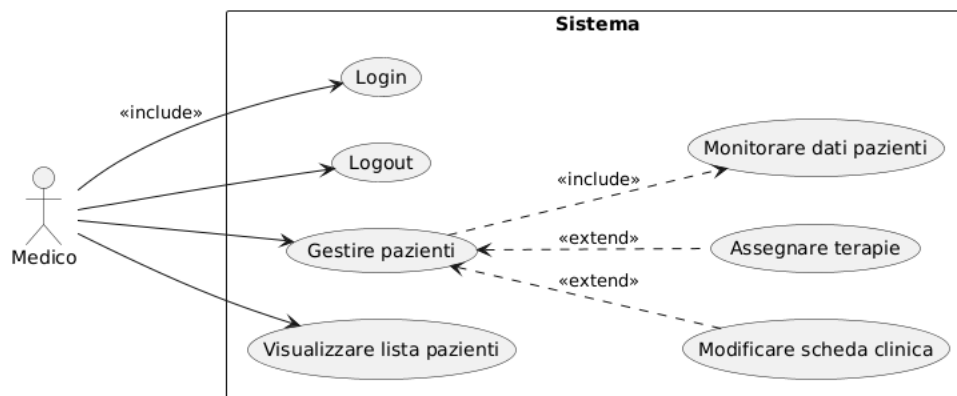 Sistema
Login
«include»
Logout
Monitorare dati pazienti
«include»
Medico
Gestire pazienti
«extend»
Assegnare terapie
«extend»
Visualizzare lista pazienti
Modificare scheda clinica